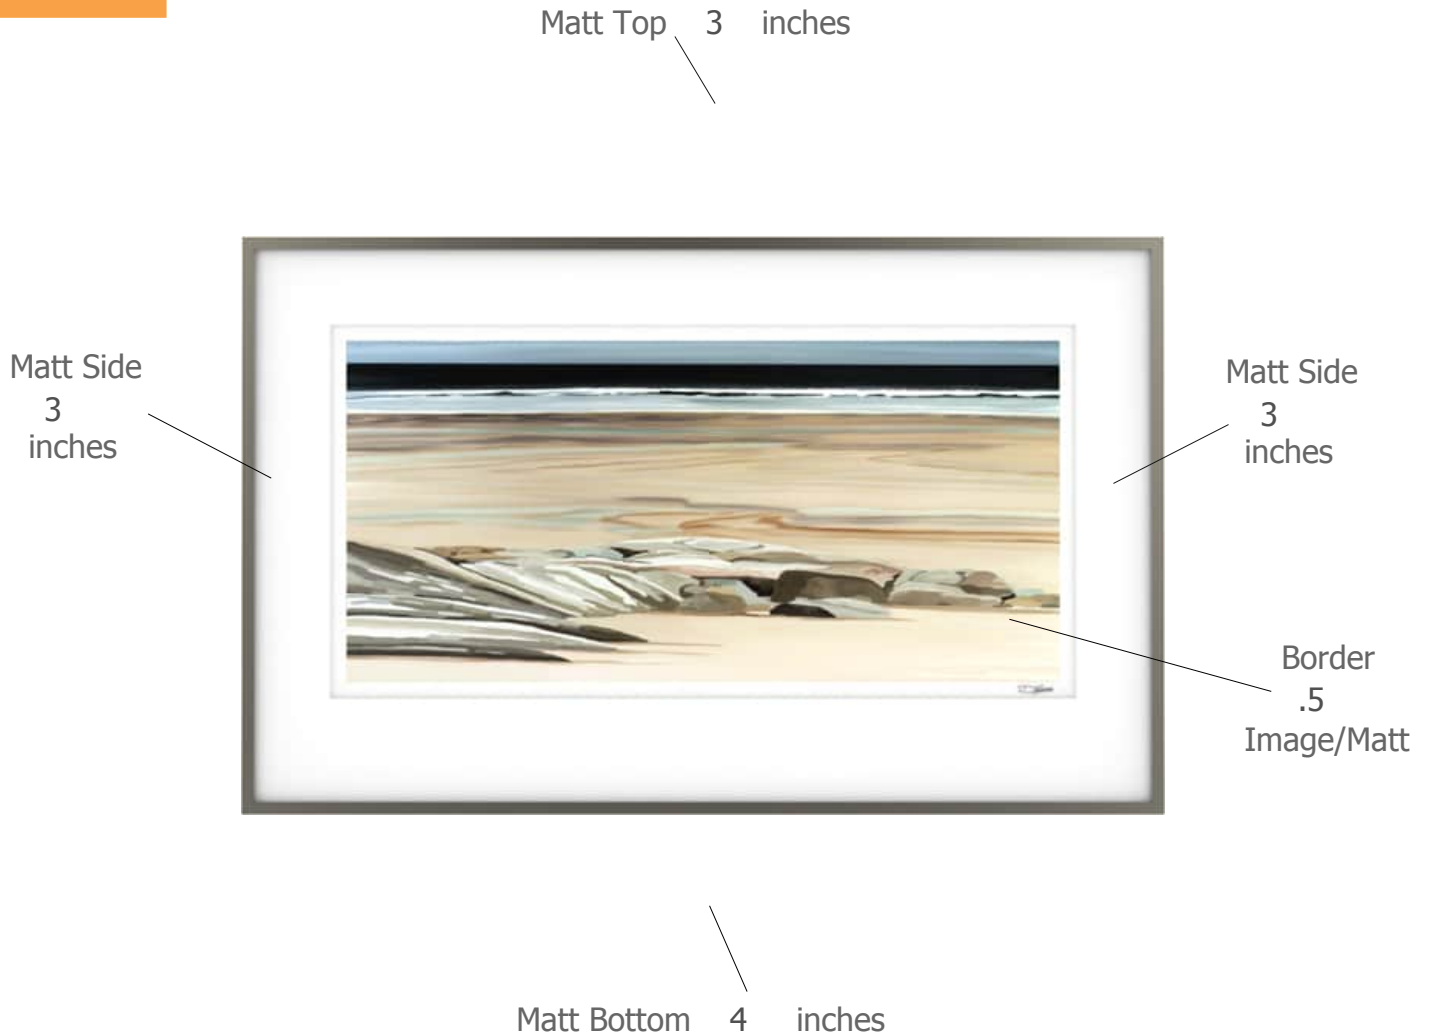 Matt Top 3 inches
Matt Side
3
inches
Matt Side
3
inches
Border
.5
Image/Matt
Matt Bottom 4 inches